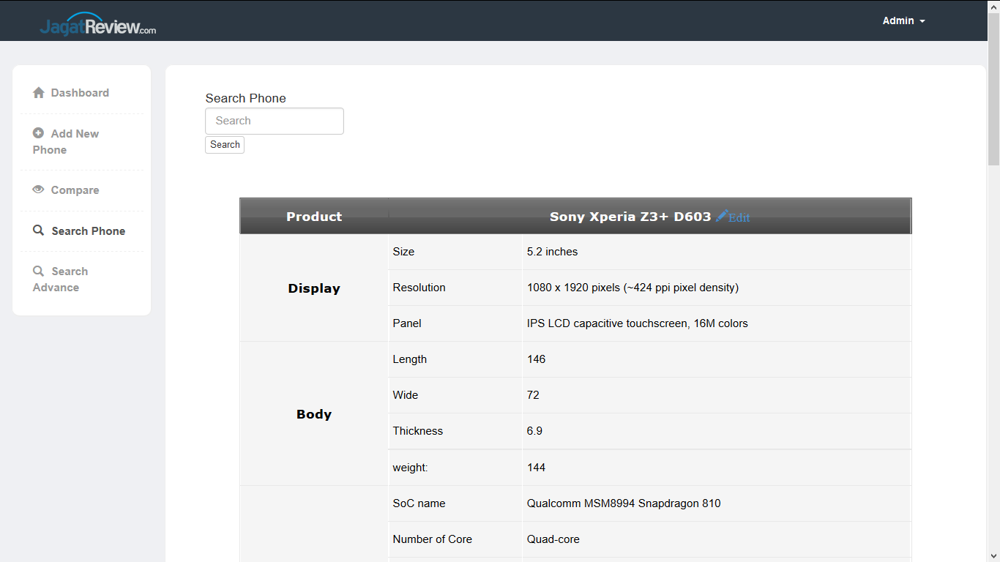 JagatReview.com
Admin
Dashboard
Add New
Phone
Compare
Search Phone
Search
Advance
Search Phone
Search
Search
Product Sony Xperia Z3+ D603 Edit
Display
Size 5.2 inches
Resolution 1080 x 1920 pixels (~424 ppi pixel density)
Panel IPS LCD capacitive touchscreen, 16M colors
Body
Length 146
Wide 72
Thickness 6.9
weight: 144
SoC name Qualcomm MSM8994 Snapdragon 810
Number of Core Quad-core